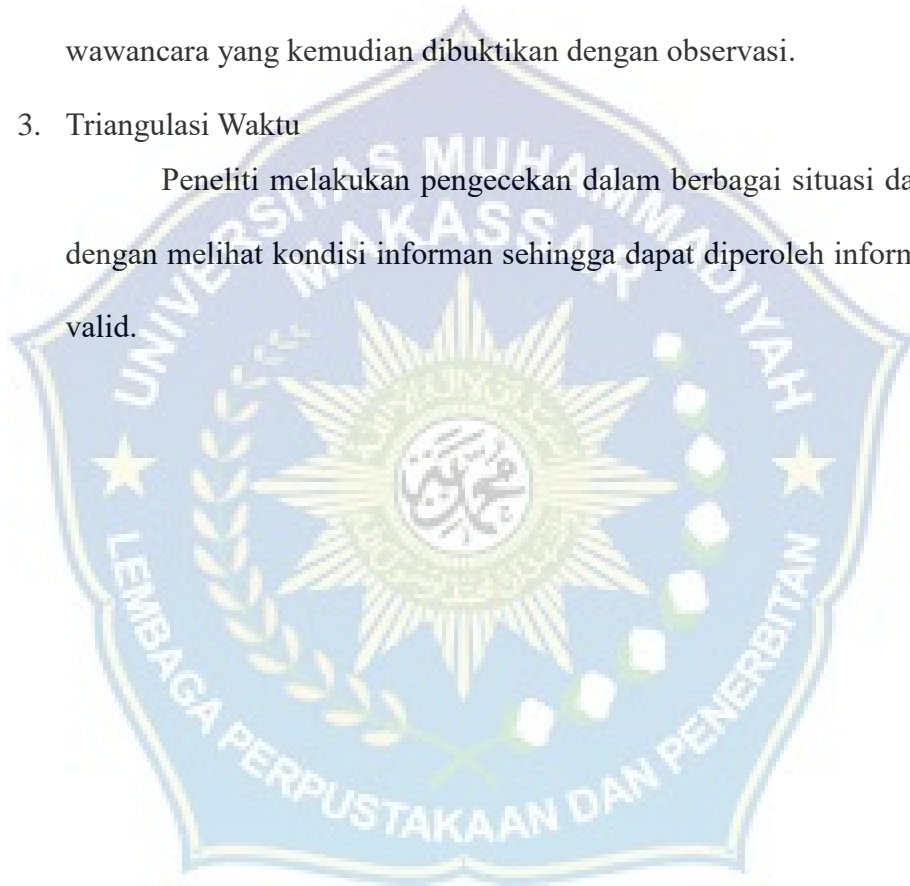 wawancara yang kemudian dibuktikan dengan observasi.
3. Triangulasi Waktu
Peneliti melakukan pengecekan dalam berbagai situasi da
dengan melihat kondisi informan sehingga dapat diperoleh inform
valid.
UNIVERSITAS MUHAMMADIYAH
MAKASSAR
LEMBAGA PERPUSTAKAAN DAN PENERBITAN